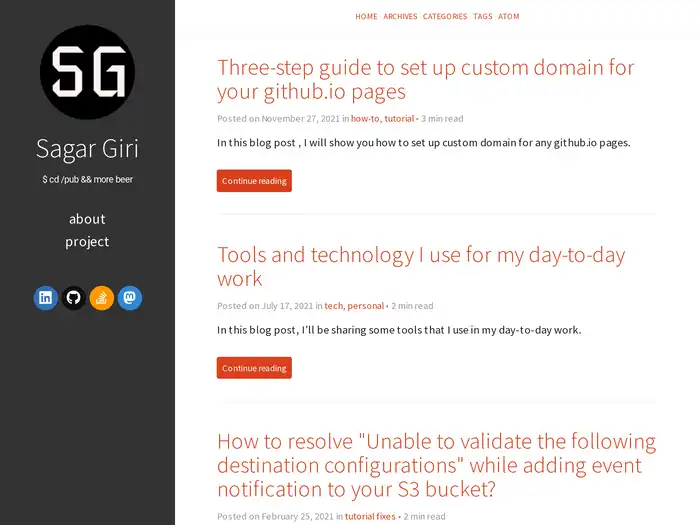 SG
Sagar Giri
$ cd /pub && more beer
about
project
HOME ARCHIVES CATEGORIES TAGS ATOM
Three-step guide to set up custom domain for
your github.io pages
Posted on November 27, 2021 in how-to, tutorial • 3 min read
In this blog post , I will show you how to set up custom domain for any github.io pages.
Continue reading
Tools and technology I use for my day-to-day
work
Posted on July 17, 2021 in tech, personal • 2 min read
In this blog post, I'll be sharing some tools that I use in my day-to-day work.
Continue reading
How to resolve "Unable to validate the following
destination configurations" while adding event
notification to your S3 bucket?
Posted on February 25, 2021 in tutorial fixes • 2 min read